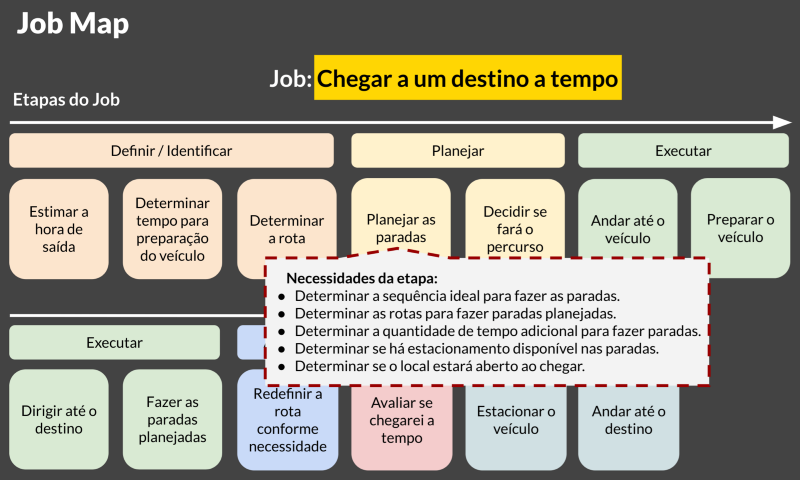 Job Map
Job: Chegar a um destino a tempo
Etapas do Job
Definir / Identificar
Planejar
Executar
Estimar a
hora de
saída
Determinar
tempo para
preparação
do veículo
Determinar
a rota
Planejar as
paradas
Decidir se
fará o
percurso
Andar até o
veículo
Preparar o
veículo
Necessidades da etapa:
● Determinar a sequência ideal para fazer as paradas.
● Determinar as rotas para fazer paradas planejadas.
● Determinar a quantidade de tempo adicional para fazer paradas.
● Determinar se há estacionamento disponível nas paradas.
● Determinar se o local estará aberto ao chegar.
Executar
Dirigir até o
destino
Fazer as
paradas
planejadas
Redefinir a
rota
conforme
necessidade
Avaliar se
chegarei a
tempo
Estacionar o
veículo
Andar até o
destino